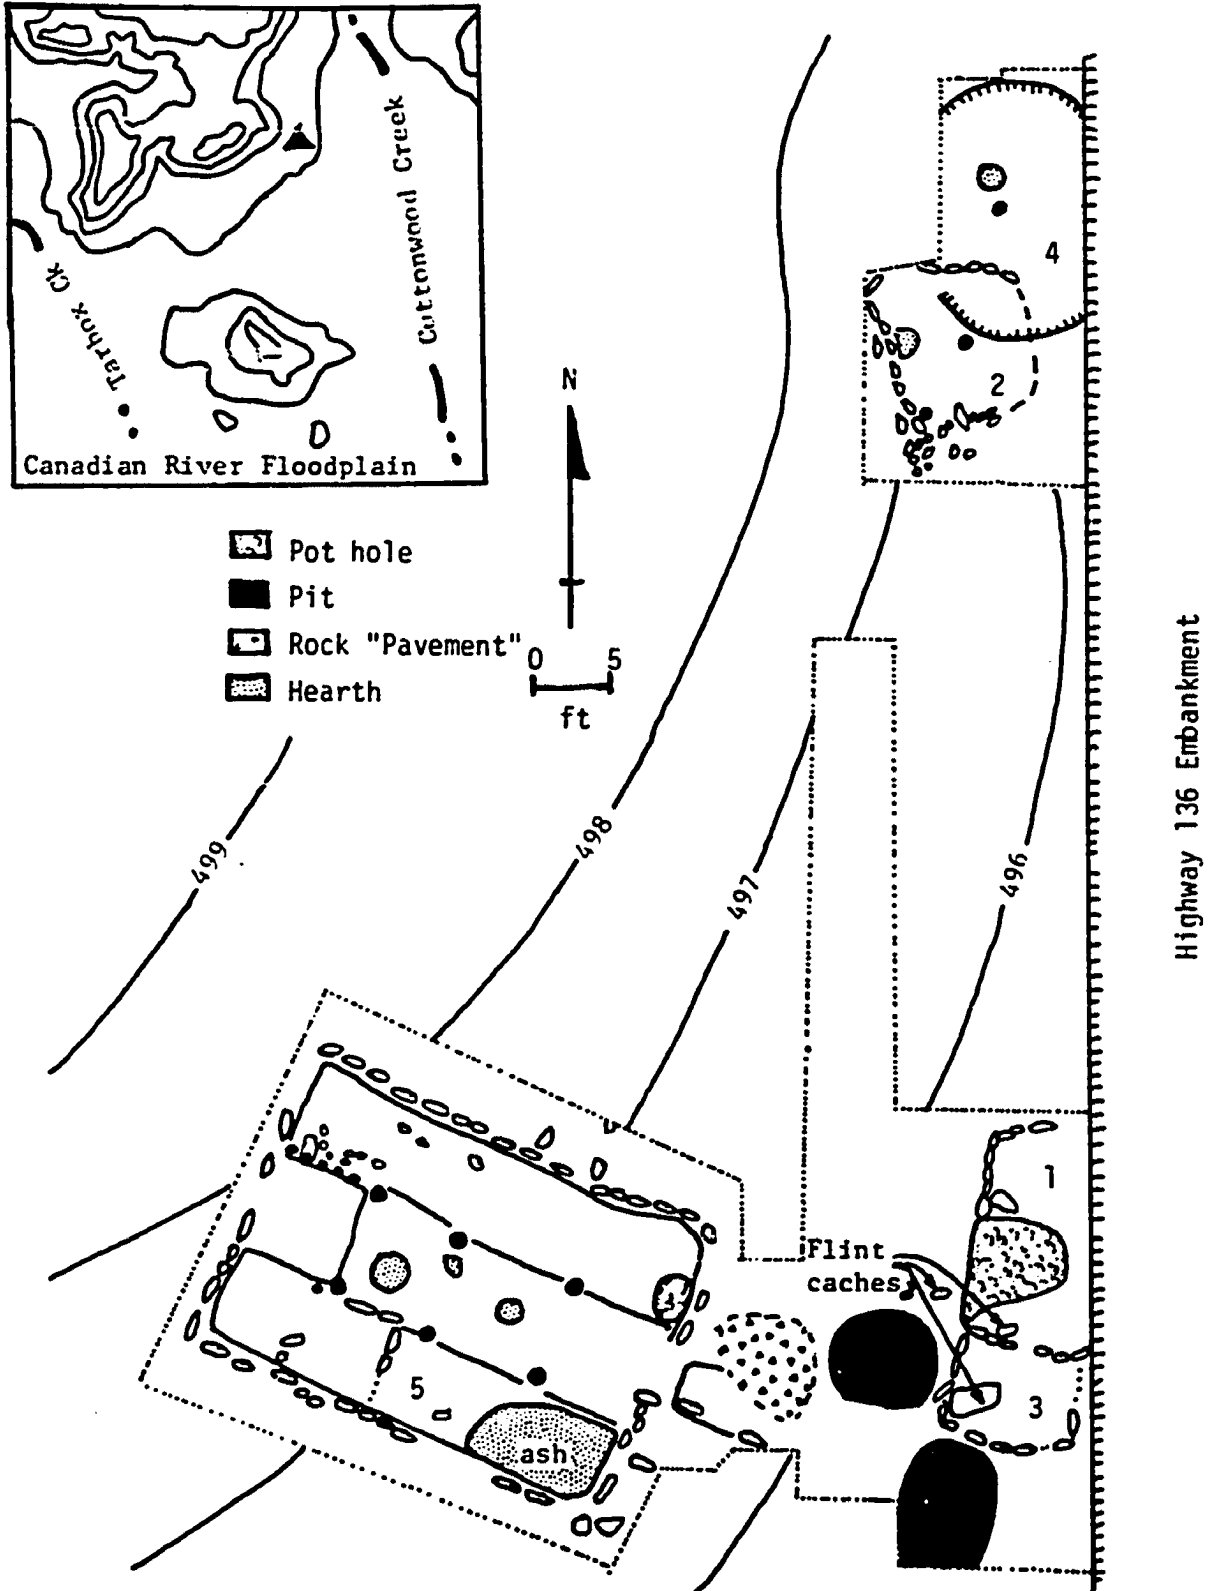 Tarbox Ck
Cottonwood Creek
Canadian River Floodplain
N
Pot hole
Pit
Rock "Pavement"
Hearth
0 5
ft
4
2
Highway 136 Embankment
499
498
497
496
1
Flint
caches
3
5
ash